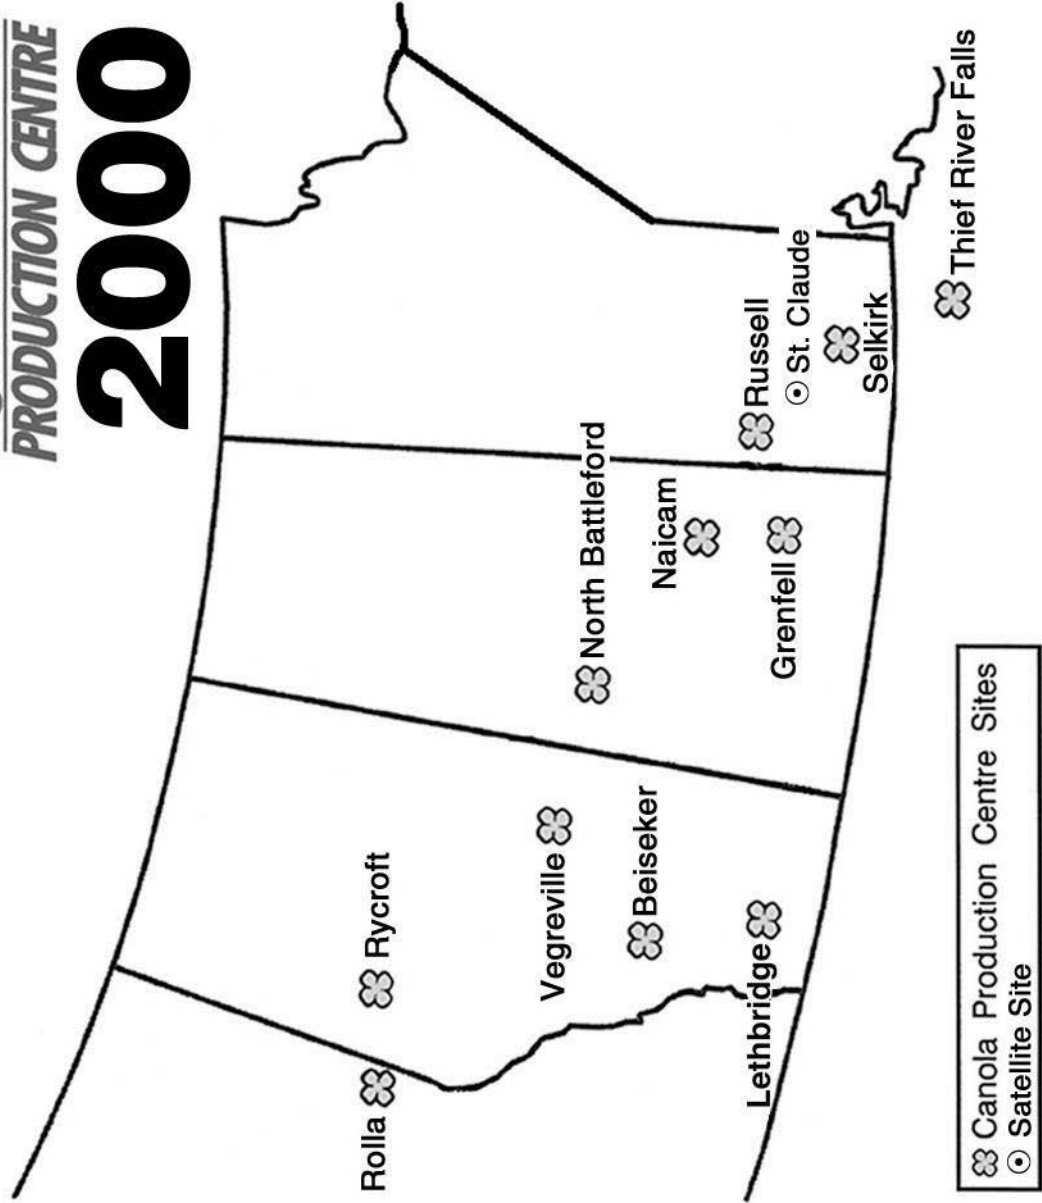 PRODUCTION CENTRE
2000
Rolla
Rycroft
Vegreville
North Battleford
Beiseker
Naicam
Lethbridge
Russell
Grenfell
St. Claude
Selkirk
Thief River Falls
Canola Production Centre Sites
Satellite Site